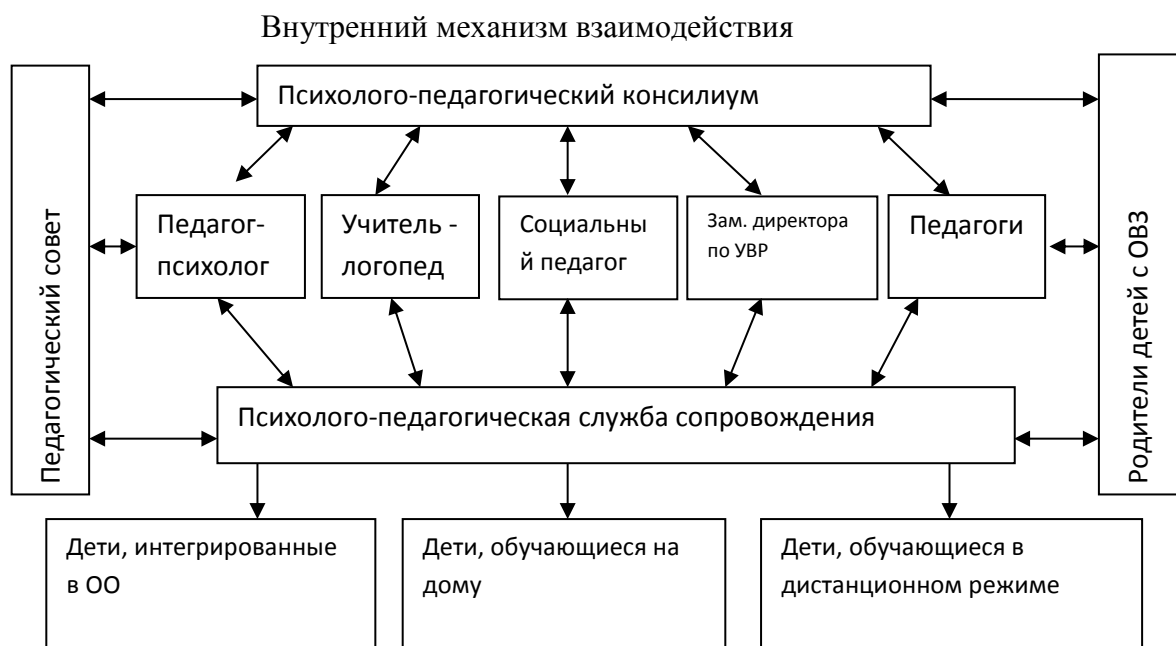 Внутренний механизм взаимодействия
Педагогический совет
Психолого-педагогический консилиум
Родители детей с ОВЗ
Педагог-
психолог
Учитель -
логопед
Социальны
й педагог
Зам. директора
по УВР
Педагоги
Психолого-педагогическая служба сопровождения
Дети, интегрированные
в ОО
Дети, обучающиеся на
дому
Дети, обучающиеся в
дистанционном режиме